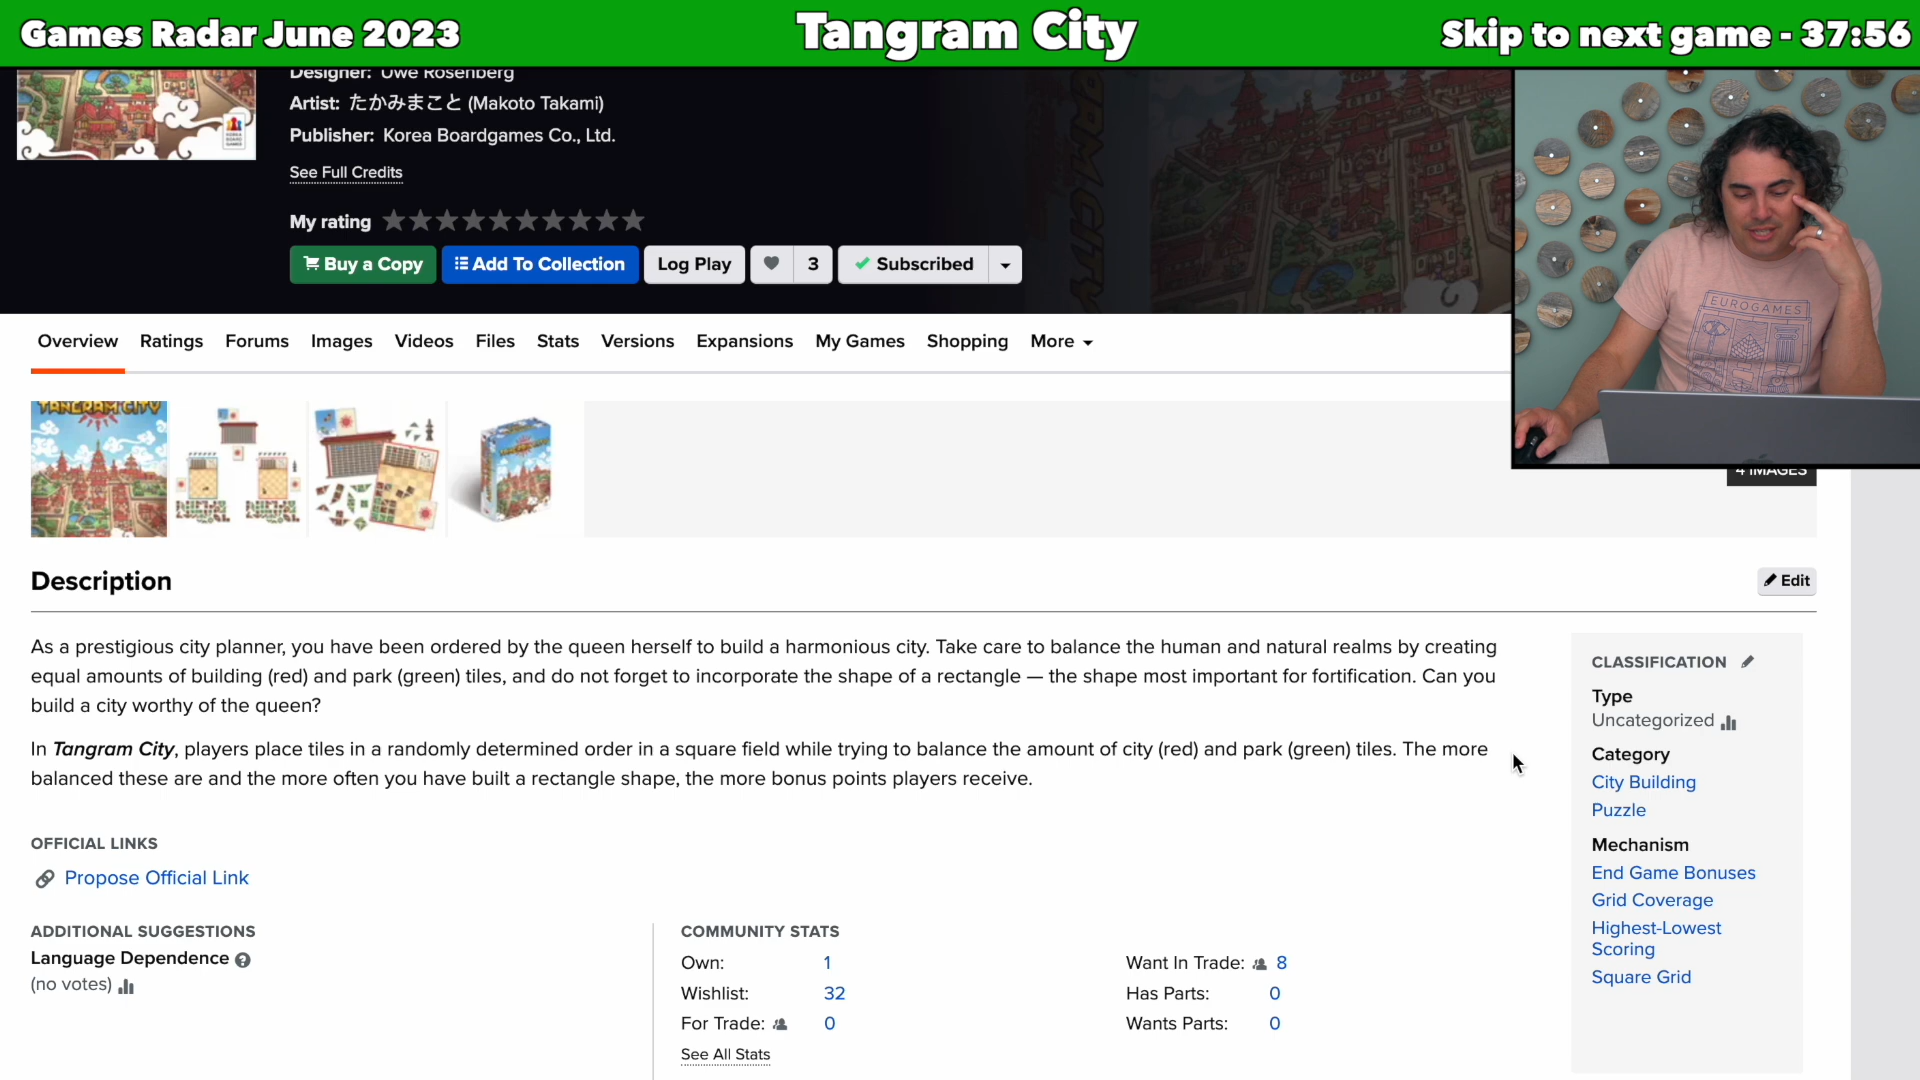 Games Radar June 2023
Tangram City
Skip to next game - 37:56
Designer: Uwe Rosenberg
Artist: たかみまこと (Makoto Takami)
Publisher: Korea Boardgames Co., Ltd.
See Full Credits
My rating
Buy a Copy
Add To Collection
Log Play
3
Subscribed
Overview
Ratings
Forums
Images
Videos
Files
Stats
Versions
Expansions
My Games
Shopping
More
EUROGAMES
TANGRAM CITY
4 IMAGES
Description
Edit
As a prestigious city planner, you have been ordered by the queen herself to build a harmonious city. Take care to balance the human and natural realms by creating
equal amounts of building (red) and park (green) tiles, and do not forget to incorporate the shape of a rectangle — the shape most important for fortification. Can you
build a city worthy of the queen?
In Tangram City, players place tiles in a randomly determined order in a square field while trying to balance the amount of city (red) and park (green) tiles. The more
balanced these are and the more often you have built a rectangle shape, the more bonus points players receive.
CLASSIFICATION
Type
Uncategorized
Category
City Building
Puzzle
Mechanism
End Game Bonuses
Grid Coverage
Highest-Lowest
Scoring
Square Grid
OFFICIAL LINKS
Propose Official Link
ADDITIONAL SUGGESTIONS
Language Dependence
(no votes)
COMMUNITY STATS
Own: 1
Wishlist: 32
For Trade: 0
See All Stats
Want In Trade: 8
Has Parts: 0
Wants Parts: 0